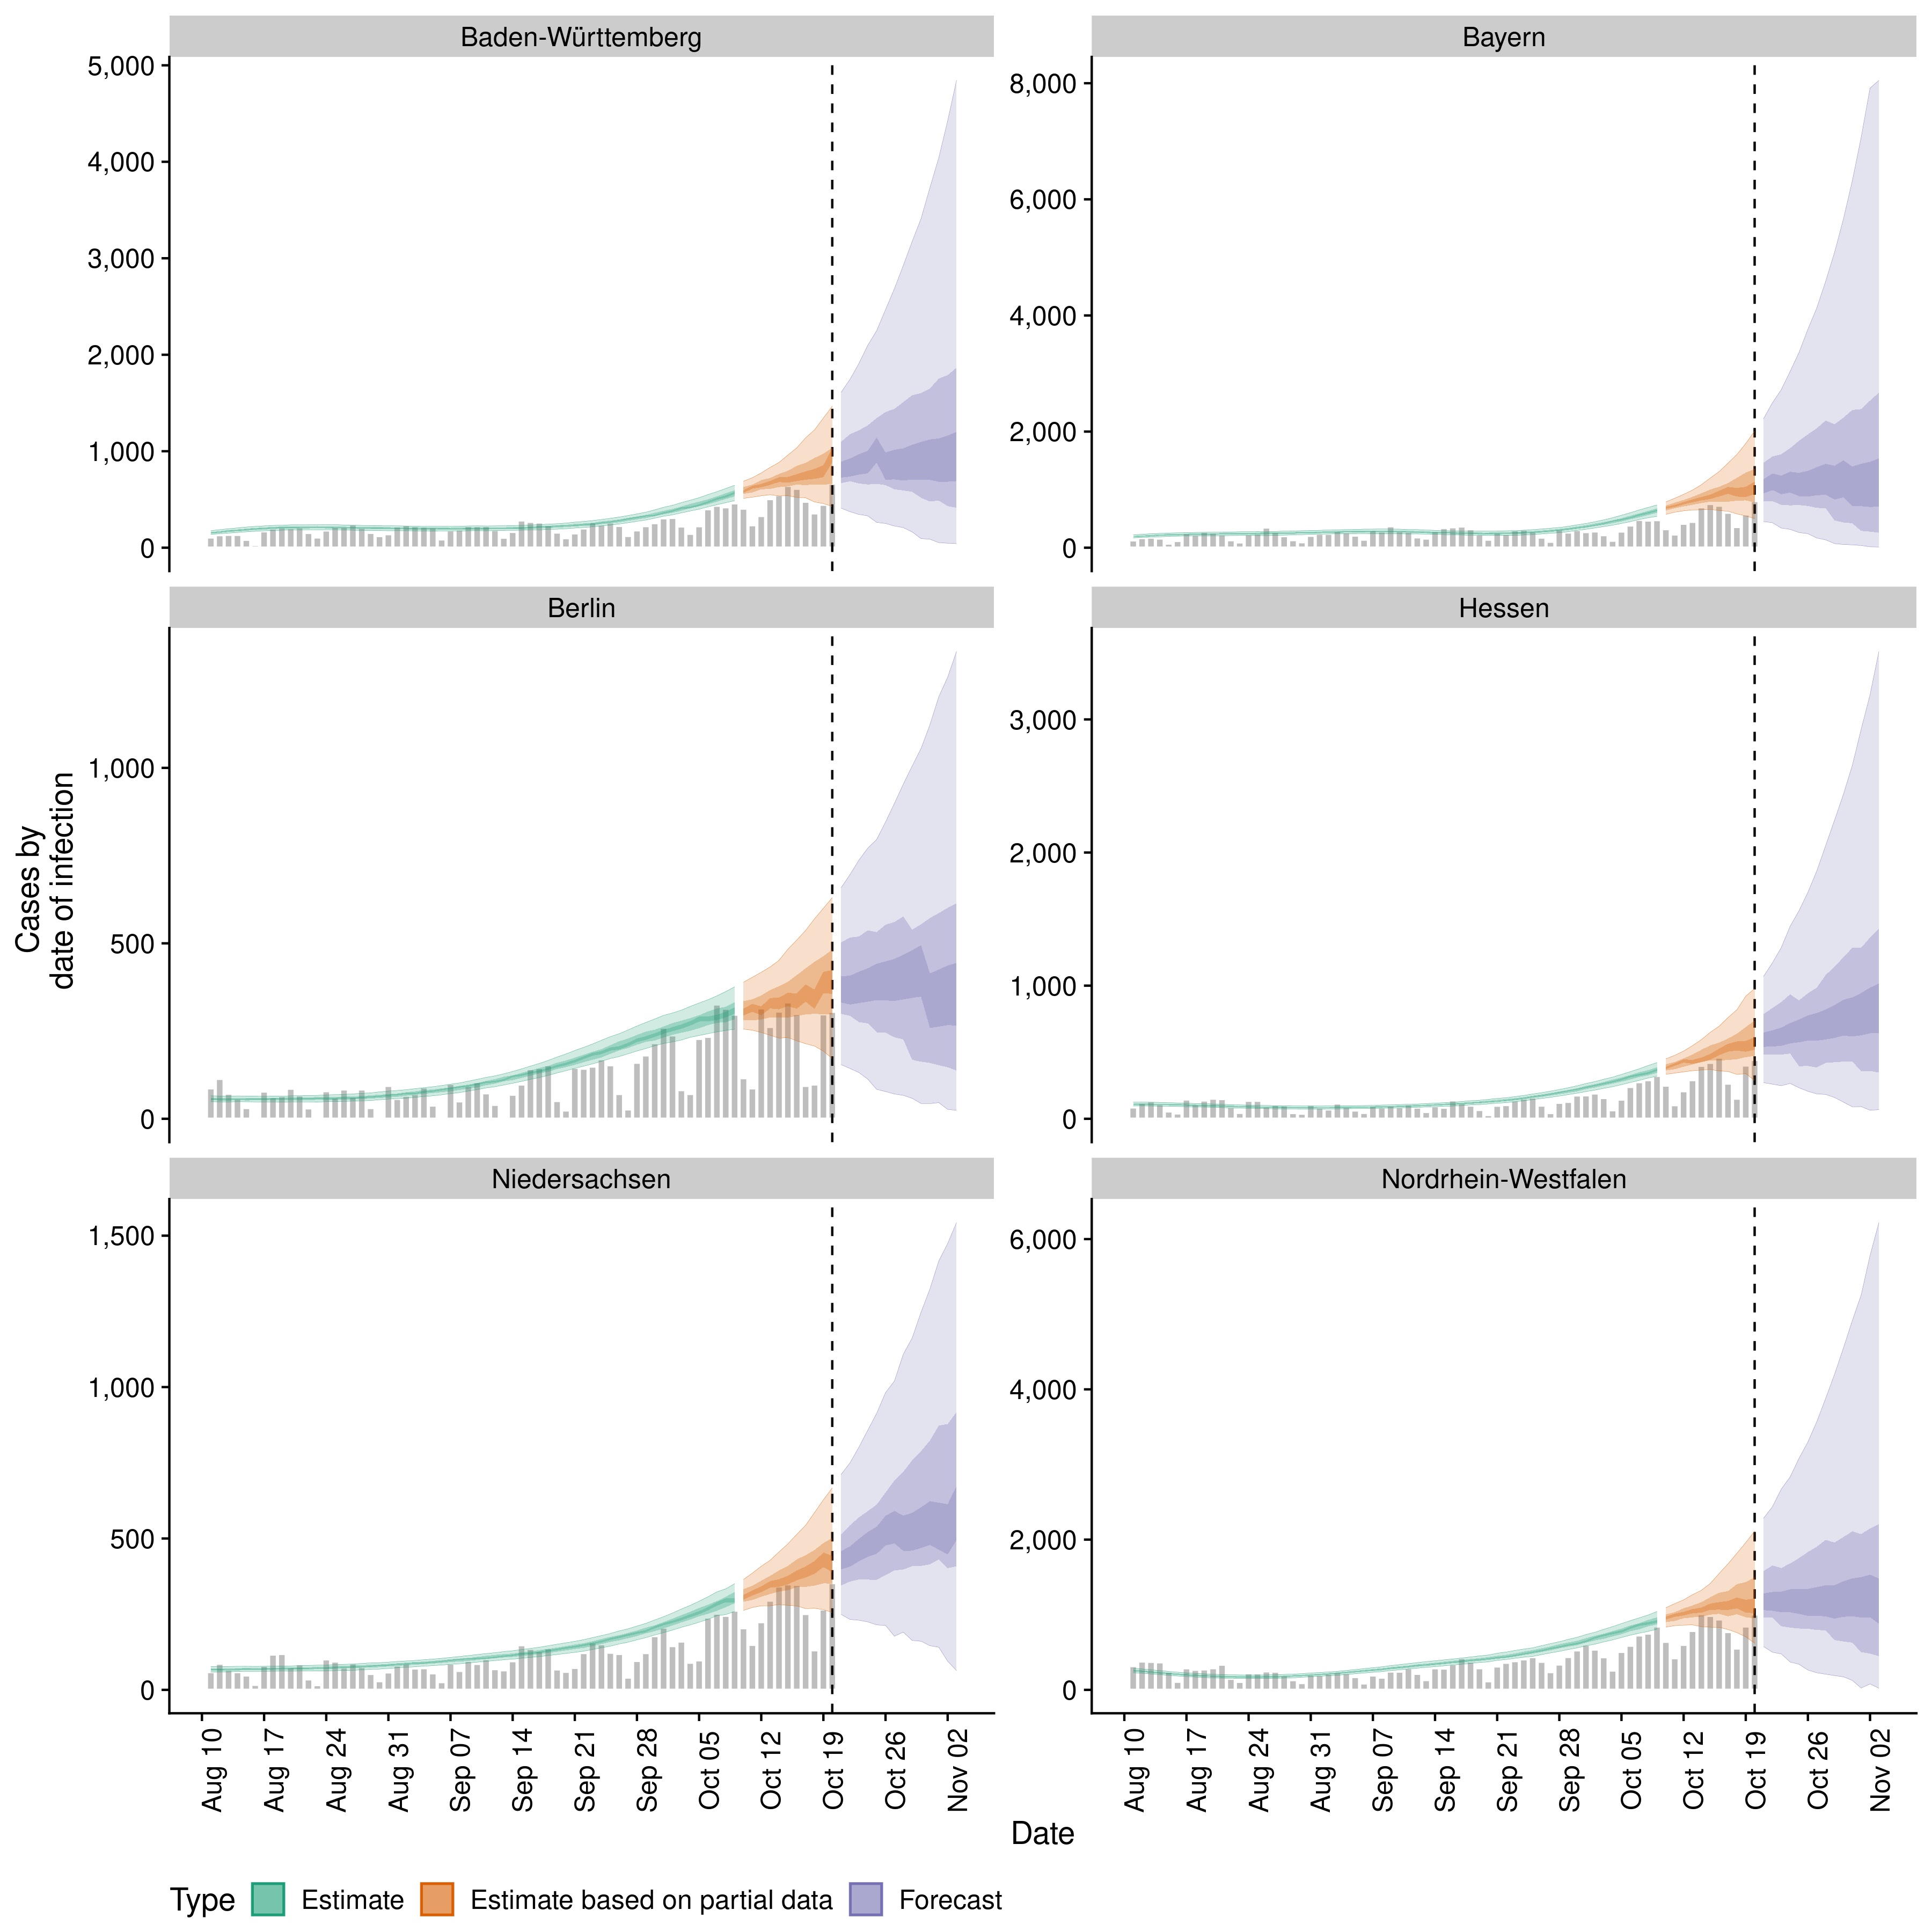 Baden-Württemberg
Bayern
5,000
4,000
3,000
2,000
1,000
0
8,000
6,000
4,000
2,000
0
Berlin
Hessen
1,000
500
0
3,000
2,000
1,000
0
Niedersachsen
Nordrhein-Westfalen
1,500
1,000
500
0
6,000
4,000
2,000
0
Cases by
date of infection
Aug 10
Aug 17
Aug 24
Aug 31
Sep 07
Sep 14
Sep 21
Sep 28
Oct 05
Oct 12
Oct 19
Oct 26
Nov 02
Aug 10
Aug 17
Aug 24
Aug 31
Sep 07
Sep 14
Sep 21
Sep 28
Oct 05
Oct 12
Oct 19
Oct 26
Nov 02
Date
Type Estimate Estimate based on partial data Forecast